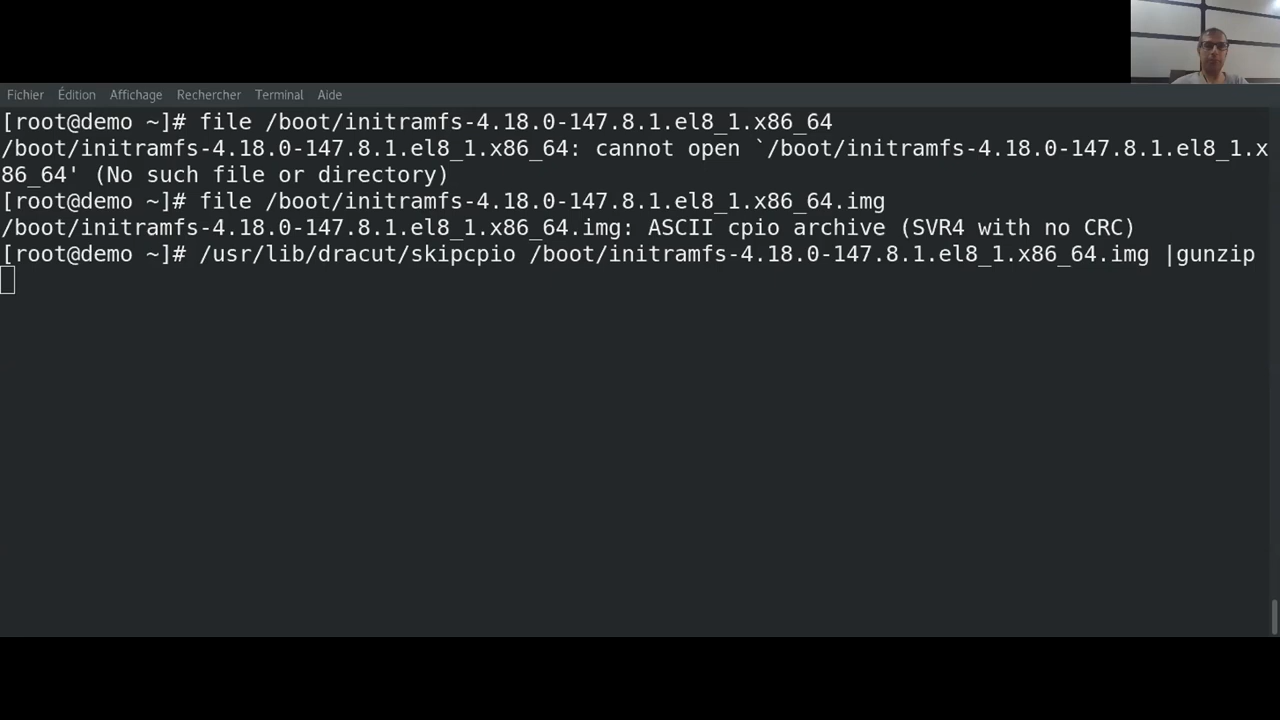 Fichier Édition Affichage Rechercher Terminal Aide
[root@demo ~]# file /boot/initramfs-4.18.0-147.8.1.el8_1.x86_64
/boot/initramfs-4.18.0-147.8.1.el8_1.x86_64: cannot open `/boot/initramfs-4.18.0-147.8.1.el8_1.x
86_64' (No such file or directory)
[root@demo ~]# file /boot/initramfs-4.18.0-147.8.1.el8_1.x86_64.img
/boot/initramfs-4.18.0-147.8.1.el8_1.x86_64.img: ASCII cpio archive (SVR4 with no CRC)
[root@demo ~]# /usr/lib/dracut/skipcpio /boot/initramfs-4.18.0-147.8.1.el8_1.x86_64.img |gunzip